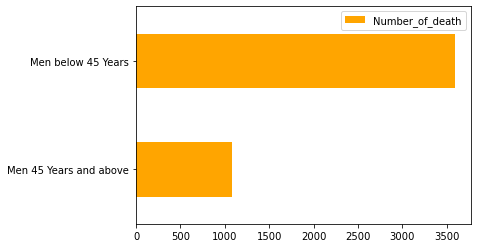 Number_of_death
Men below 45 Years
Men 45 Years and above
0 500 1000 1500 2000 2500 3000 3500